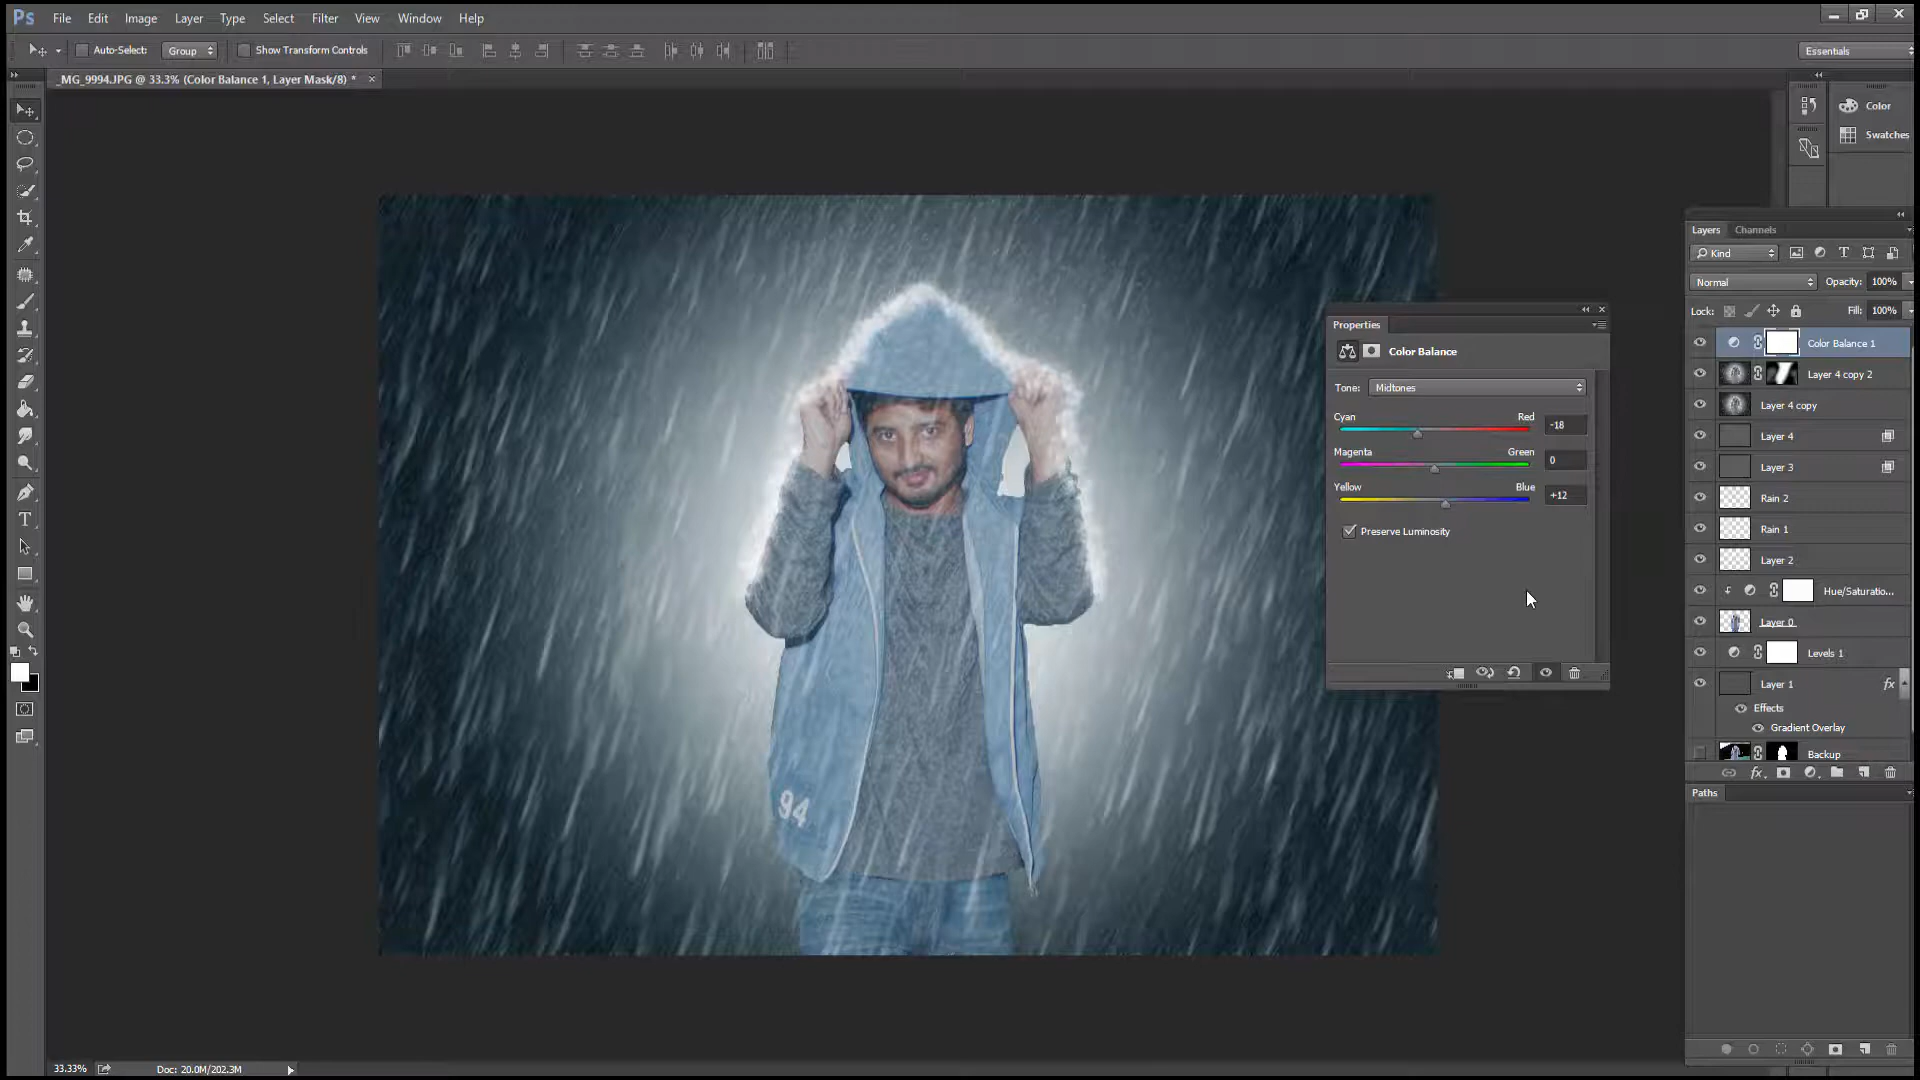 Ps File Edit Image Layer Type Select Filter View Window Help
Auto-Select: Group Show Transform Controls Essentials
_MG_9994.JPG @ 33.3% (Color Balance 1, Layer Mask/8) * ×
Color
Swatches
Layers Channels
Kind T
Normal Opacity: 100%
Lock: Fill: 100%
Color Balance 1
Layer 4 copy 2
Layer 4 copy
Layer 4
Layer 3
Rain 2
Rain 1
Layer 2
Hue/Saturatio...
Layer 0
Levels 1
Layer 1 fx
Effects
Gradient Overlay
Backup
fx
Paths
Properties
Color Balance
Tone: Midtones
Cyan Red -18
Magenta Green 0
Yellow Blue +12
Preserve Luminosity
94
T
33.33% Doc: 20.0M/202.3M